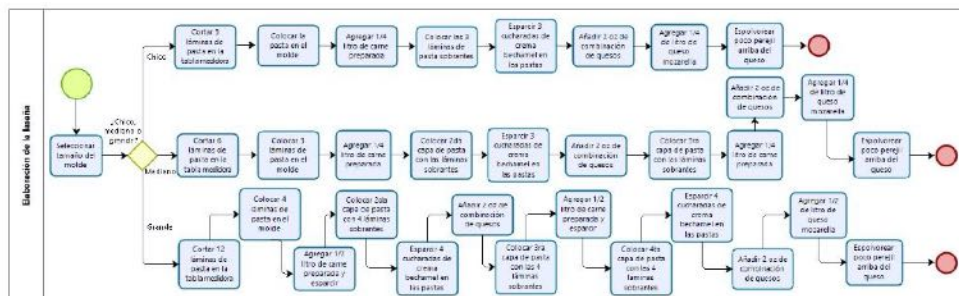 Elaboración de la lasaña
Seleccionar
tamaño del
molde
¿Chico,
mediano o
grande?
Chico
Cortar 3
láminas de
pasta en la
tabla medidora
Colocar la
pasta en el
molde
Agregar 1/4
litro de carne
preparada
Colocar las 3
láminas de
pasta sobrantes
Esparcir 3
cucharadas de
crema
bechamel en
las pastas
Añadir 2 oz de
combinación
de quesos
Agregar 1/4
de litro de
queso
mozarella
Espolvorear
poco perejil
arriba del
queso
Mediano
Cortar 6
láminas de
pasta en la
tabla medidora
Colocar 3
láminas de
pasta en el
molde
Agregar 1/4
litro de carne
preparada
Colocar 2da
capa de pasta
con las láminas
sobrantes
Esparcir 3
cucharadas de
crema
bechamel en
las pastas
Añadir 2 oz de
combinación
de quesos
Colocar 3ra
capa de pasta
con las láminas
sobrantes
Agregar 1/4
litro de carne
preparada
Añadir 2 oz de
combinación
de quesos
Agregar 1/4
de litro de
queso
mozarella
Espolvorear
poco perejil
arriba del
queso
Grande
Cortar 12
láminas de
pasta en la
tabla medidora
Colocar 4
láminas de
pasta en el
molde
Agregar 1/2
litro de carne
preparada y
esparcir
Colocar 2da
capa de pasta
con 4 láminas
sobrantes
Esparcir 4
cucharadas de
crema
bechamel en
las pastas
Añadir 2 oz de
combinación
de quesos
Colocar 3ra
capa de pasta
con las 4
láminas
sobrantes
Agregar 1/2
litro de carne
preparada y
esparcir
Colocar 4ta
capa de pasta
con las 4
láminas
sobrantes
Esparcir 4
cucharadas de
crema
bechamel en
las pastas
Añadir 2 oz de
combinación
de quesos
Agregar 1/2
de litro de
queso
mozarella
Espolvorear
poco perejil
arriba del
queso